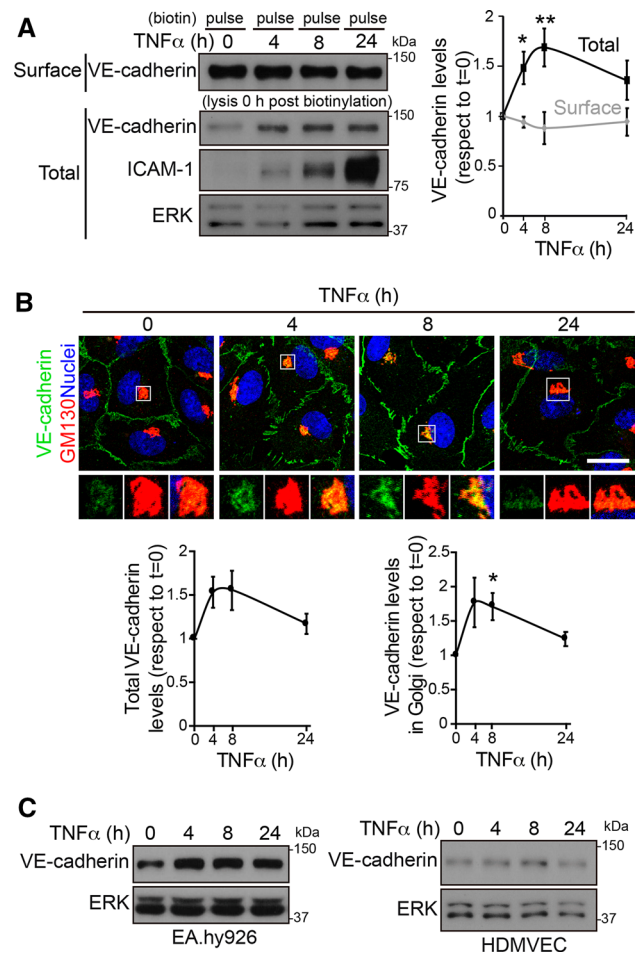 A
(biotin) pulse pulse pulse pulse
TNFα (h) 0 4 8 24 kDa
Surface VE-cadherin -150
(lysis 0 h post biotinylation)
Total
VE-cadherin -150
ICAM-1 -75
ERK -37
VE-cadherin levels
(respect to t=0)
2
1.5
1
0.5
0
* ** Total
Surface
0 4 8 24
TNFα (h)
B
TNFα (h)
0 4 8 24
VE-cadherin
GM130Nuclei
Total VE-cadherin
levels (respect to t=0)
2
1.5
1
0.5
0
0 4 8 24
TNFα (h)
VE-cadherin levels
in Golgi (respect to t=0)
2.5
2
1.5
1
0.5
0
*
0 4 8 24
TNFα (h)
C
TNFα (h) 0 4 8 24 kDa
VE-cadherin -150
ERK -37
EA.hy926
TNFα (h) 0 4 8 24 kDa
VE-cadherin -150
ERK -37
HDMVEC